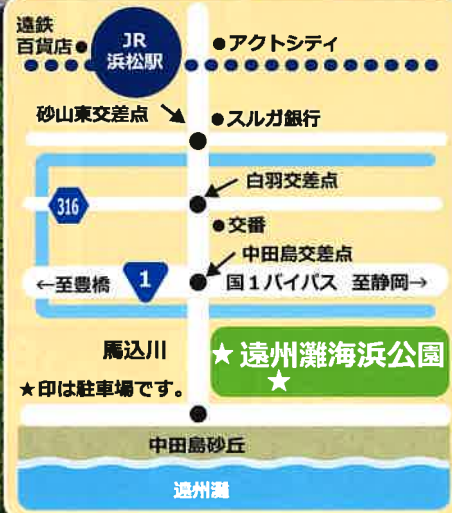 遠鉄
百貨店
JR
浜松駅
アクトシティ
砂山東交差点
スルガ銀行
白羽交差点
316
交番
中田島交差点
←至豊橋
1
国1バイパス 至静岡→
馬込川
★遠州灘海浜公園
★
★印は駐車場です。
中田島砂丘
遠州灘